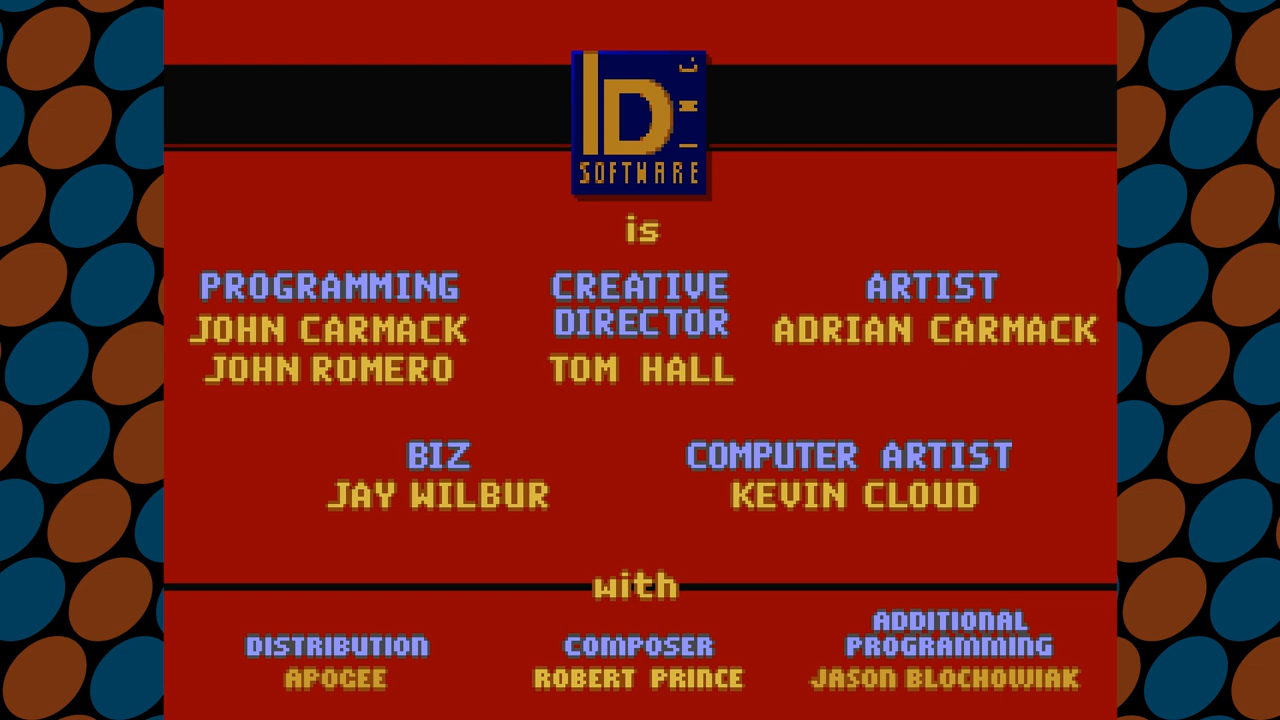 ID INC
SOFTWARE
is
PROGRAMMING
JOHN CARMACK
JOHN ROMERO
CREATIVE
DIRECTOR
TOM HALL
ARTIST
ADRIAN CARMACK
BIZ
JAY WILBUR
COMPUTER ARTIST
KEVIN CLOUD
with
DISTRIBUTION
APOGEE
COMPOSER
ROBERT PRINCE
ADDITIONAL
PROGRAMMING
JASON BLOCHOWIAK